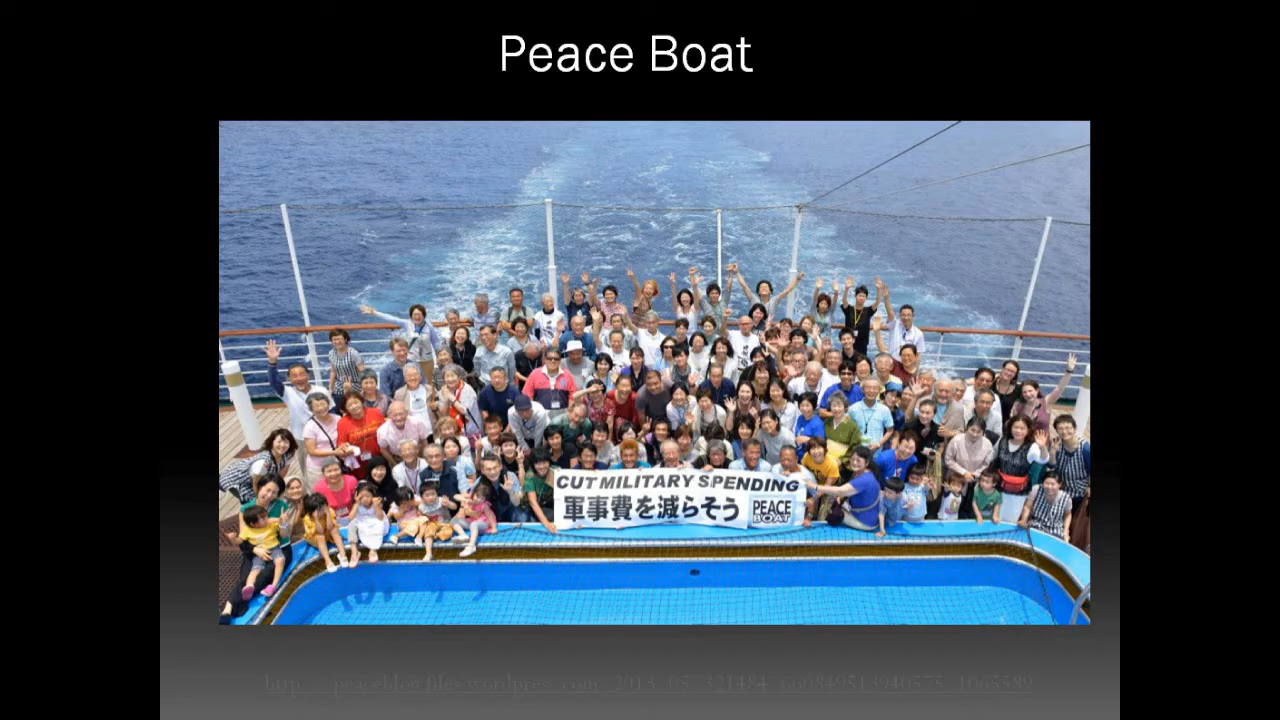 Peace Boat
CUT MILITARY SPENDING
軍事費を減らそう
PEACE
BOAT